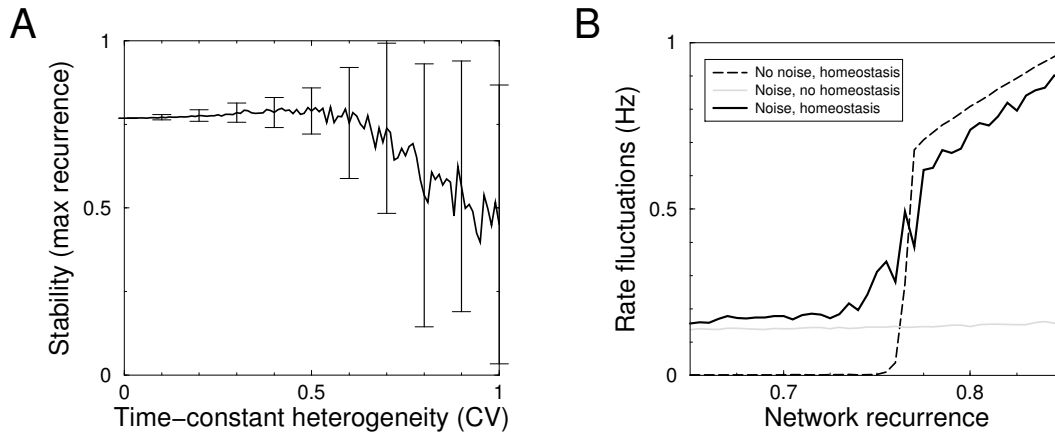 A
B
Stability (max recurrence)
1
0.5
0
0
0.5
1
Time−constant heterogeneity (CV)
Rate fluctuations (Hz)
1
0.5
0
No noise, homeostasis
Noise, no homeostasis
Noise, homeostasis
0.7
0.8
Network recurrence